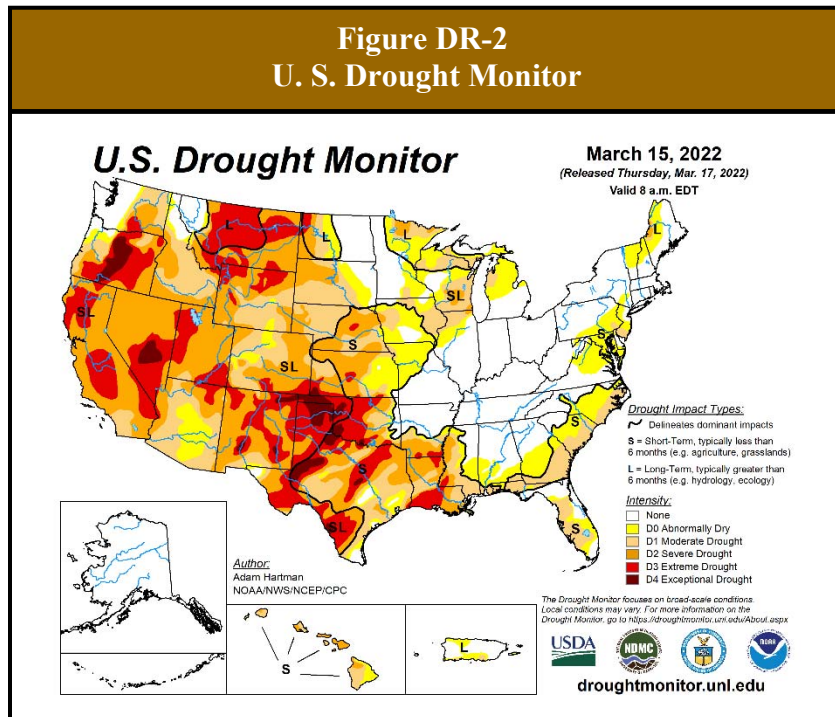 Figure DR-2
U. S. Drought Monitor
U.S. Drought Monitor
March 15, 2022
(Released Thursday, Mar. 17, 2022)
Valid 8 a.m. EDT
L
L
L
L
SL
SL
S
S
SL
S
S
SL
S
Drought Impact Types:
Delineates dominant impacts
S = Short-Term, typically less than
6 months (e.g. agriculture, grasslands)
L = Long-Term, typically greater than
6 months (e.g. hydrology, ecology)
Intensity:
None
D0 Abnormally Dry
D1 Moderate Drought
D2 Severe Drought
D3 Extreme Drought
D4 Exceptional Drought
Author:
Adam Hartman
NOAA/NWS/NCEP/CPC
S
L
The Drought Monitor focuses on broad-scale conditions.
Local conditions may vary. For more information on the
Drought Monitor, go to https://droughtmonitor.unl.edu/About.aspx
USDA
NDMC
NOAA
droughtmonitor.unl.edu